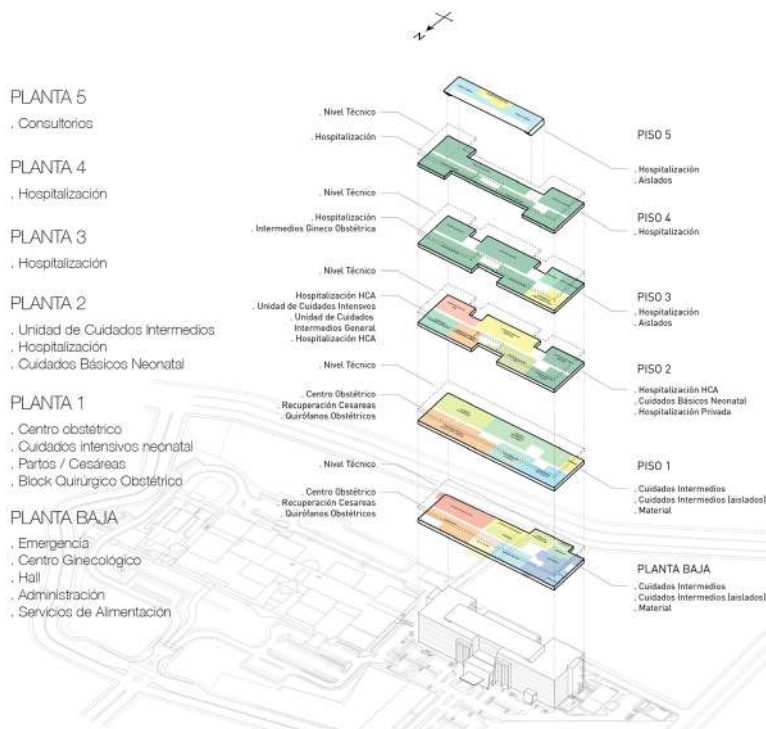 N
PLANTA 5
. Consultorios
PLANTA 4
. Hospitalización
PLANTA 3
. Hospitalización
PLANTA 2
. Unidad de Cuidados Intermedios
. Hospitalización
. Cuidados Básicos Neonatal
PLANTA 1
. Centro obstétrico
. Cuidados intensivos neonatal
. Partos / Cesáreas
. Block Quirúrgico Obstétrico
PLANTA BAJA
. Emergencia
. Centro Ginecológico
. Hall
. Administración
. Servicios de Alimentación
. Nivel Técnico
. Hospitalización
. Nivel Técnico
. Hospitalización
. Intermedios Gineco Obstétrica
. Nivel Técnico
Hospitalización HCA
. Unidad de Cuidados Intensivos
. Unidad de Cuidados
Intermedios General
. Hospitalización HCA
. Nivel Técnico
. Centro Obstétrico
. Recuperación Cesareas
. Quirófanos Obstétricos
. Nivel Técnico
. Centro Obstétrico
. Recuperación Cesareas
. Quirófanos Obstétricos
PISO 5
. Hospitalización
. Aislados
PISO 4
. Hospitalización
PISO 3
. Hospitalización
. Aislados
PISO 2
. Hospitalización HCA
. Cuidados Básicos Neonatal
. Hospitalización Privada
PISO 1
. Cuidados Intermedios
. Cuidados Intermedios [aislados]
. Material
PLANTA BAJA
. Cuidados Intermedios
. Cuidados Intermedios [aislados]
. Material